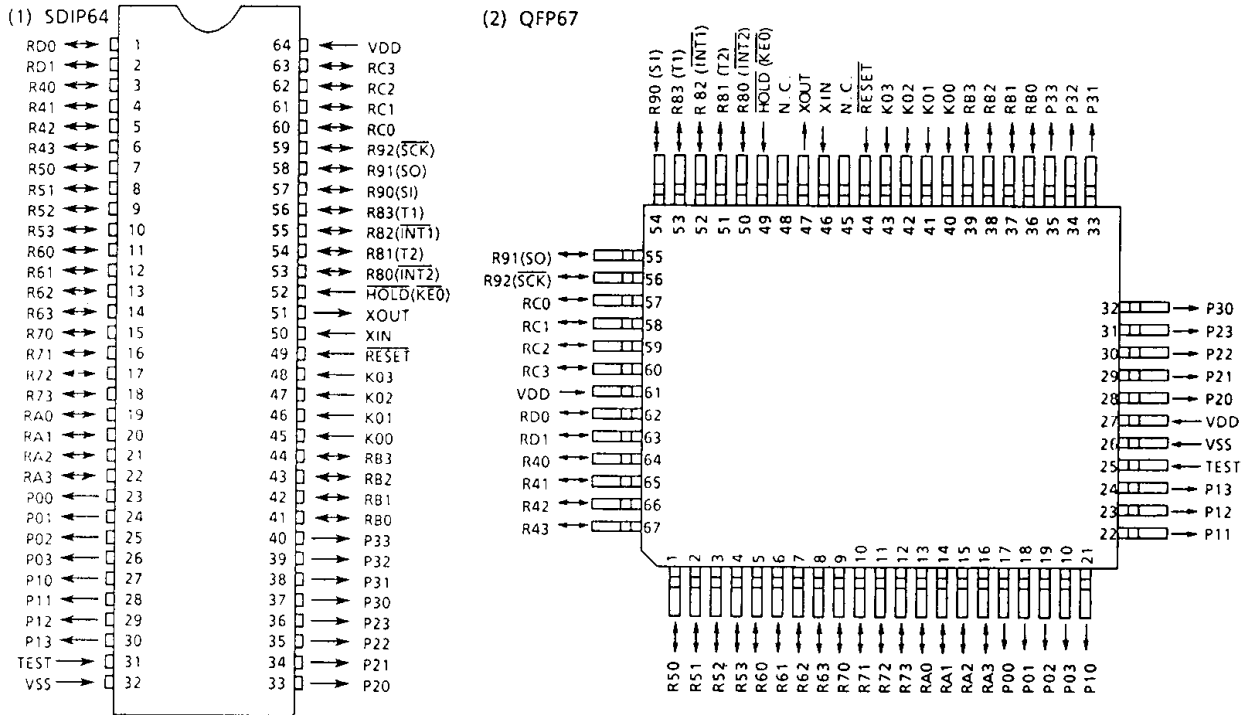 (1) SDIP64
RD0 1 64 VDD
RD1 2 63 RC3
R40 3 62 RC2
R41 4 61 RC1
R42 5 60 RC0
R43 6 59 R92(SCK)
R50 7 58 R91(SO)
R51 8 57 R90(SI)
R52 9 56 R83(T1)
R53 10 55 R82(INT1)
R60 11 54 R81(T2)
R61 12 53 R80(INT2)
R62 13 52 HOLD(KE0)
R63 14 51 XOUT
R70 15 50 XIN
R71 16 49 RESET
R72 17 48 K03
R73 18 47 K02
RA0 19 46 K01
RA1 20 45 K00
RA2 21 44 RB3
RA3 22 43 RB2
P00 23 42 RB1
P01 24 41 RB0
P02 25 40 P33
P03 26 39 P32
P10 27 38 P31
P11 28 37 P30
P12 29 36 P23
P13 30 35 P22
TEST 31 34 P21
VSS 32 33 P20
(2) QFP67
R90 (SI)
R83 (T1)
R 82 (INT1)
R81 (T2)
R80 (INT2)
HOLD (KE0)
N.C.
XOUT
XIN
N.C.
RESET
K03
K02
K01
K00
RB3
RB2
RB1
RB0
P33
P32
P31
54 53 52 51 50 49 48 47 46 45 44 43 42 41 40 39 38 37 36 35 34 33
R91(SO) 55
R92(SCK) 56
RC0 57
RC1 58
RC2 59
RC3 60
VDD 61
RD0 62
RD1 63
R40 64
R41 65
R42 66
R43 67
32 P30
31 P23
30 P22
29 P21
28 P20
27 VDD
26 VSS
25 TEST
24 P13
23 P12
22 P11
1 2 3 4 5 6 7 8 9 10 11 12 13 14 15 16 17 18 19 10 21
R50
R51
R52
R53
R60
R61
R62
R63
R70
R71
R72
R73
RA0
RA1
RA2
RA3
P00
P01
P02
P03
P10